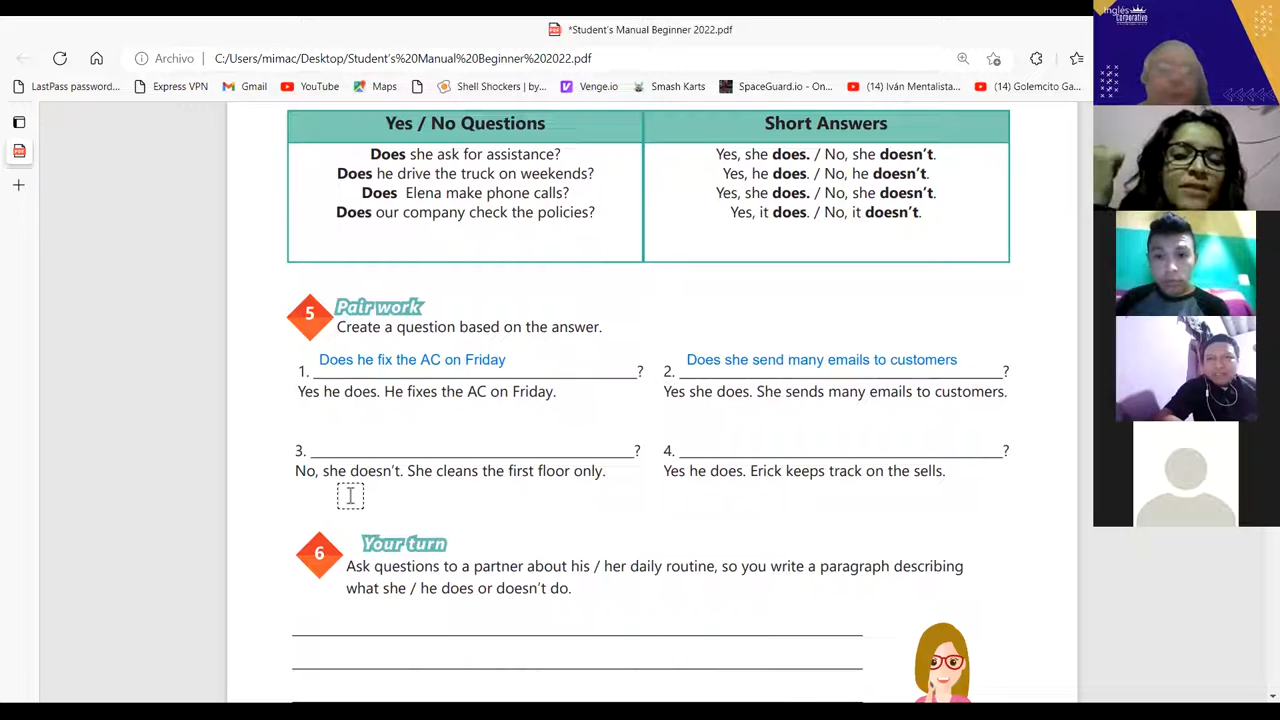 *Student's Manual Beginner 2022.pdf
Archivo
C:/Users/mimac/Desktop/Student's%20Manual%20Beginner%202022.pdf
LastPass password...
Express VPN
Gmail
YouTube
Maps
Shell Shockers | by...
Venge.io
Smash Karts
SpaceGuard.io - On...
(14) Iván Mentalista...
(14) Golemcito Ga...
Inglés
Corporativo
Yes / No Questions
Short Answers
Does she ask for assistance?
Yes, she does. / No, she doesn't.
Does he drive the truck on weekends?
Yes, he does. / No, he doesn't.
Does Elena make phone calls?
Yes, she does. / No, she doesn't.
Does our company check the policies?
Yes, it does. / No, it doesn't.
5 Pair work
Create a question based on the answer.
Does he fix the AC on Friday
1. ?
Yes he does. He fixes the AC on Friday.
Does she send many emails to customers
2. ?
Yes she does. She sends many emails to customers.
3. ?
No, she doesn't. She cleans the first floor only.
4. ?
Yes he does. Erick keeps track on the sells.
6 Your turn
Ask questions to a partner about his / her daily routine, so you write a paragraph describing
what she / he does or doesn't do.